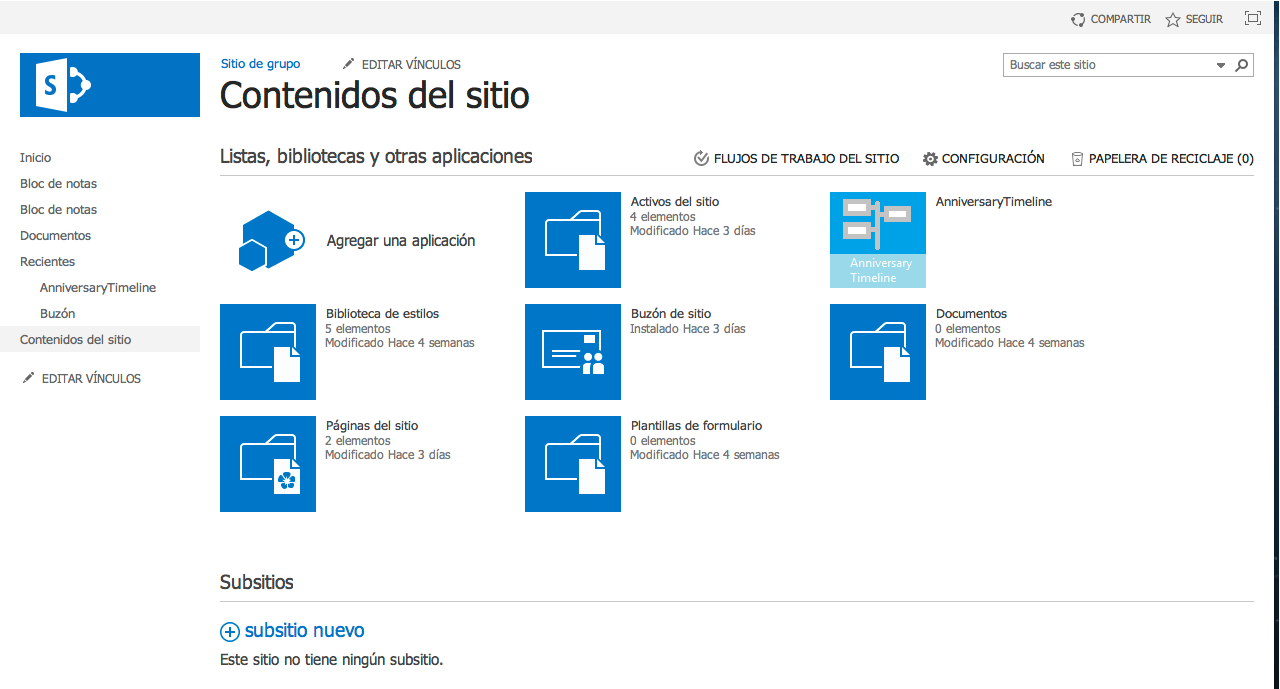 COMPARTIR SEGUIR
S
Sitio de grupo EDITAR VÍNCULOS
Buscar este sitio
Contenidos del sitio
Inicio
Bloc de notas
Bloc de notas
Documentos
Recientes
AnniversaryTimeline
Buzón
Contenidos del sitio
EDITAR VÍNCULOS
Listas, bibliotecas y otras aplicaciones
FLUJOS DE TRABAJO DEL SITIO CONFIGURACIÓN PAPELERA DE RECICLAJE (0)
Agregar una aplicación
Activos del sitio
4 elementos
Modificado Hace 3 días
Anniversary
Timeline
AnniversaryTimeline
Biblioteca de estilos
5 elementos
Modificado Hace 4 semanas
Buzón de sitio
Instalado Hace 3 días
Documentos
0 elementos
Modificado Hace 4 semanas
Páginas del sitio
2 elementos
Modificado Hace 3 días
Plantillas de formulario
0 elementos
Modificado Hace 4 semanas
Subsitios
subsitio nuevo
Este sitio no tiene ningún subsitio.